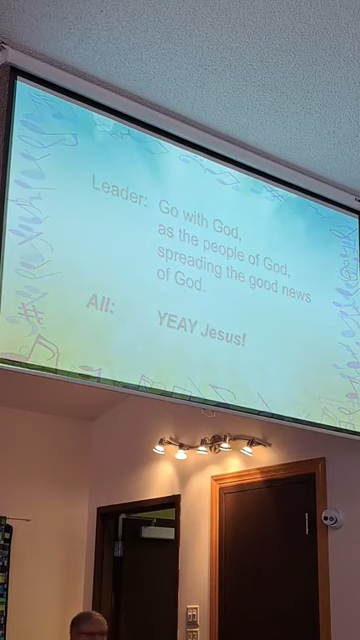 Leader: Go with God,
as the people of God,
spreading the good news
of God.
All: YEAY Jesus!